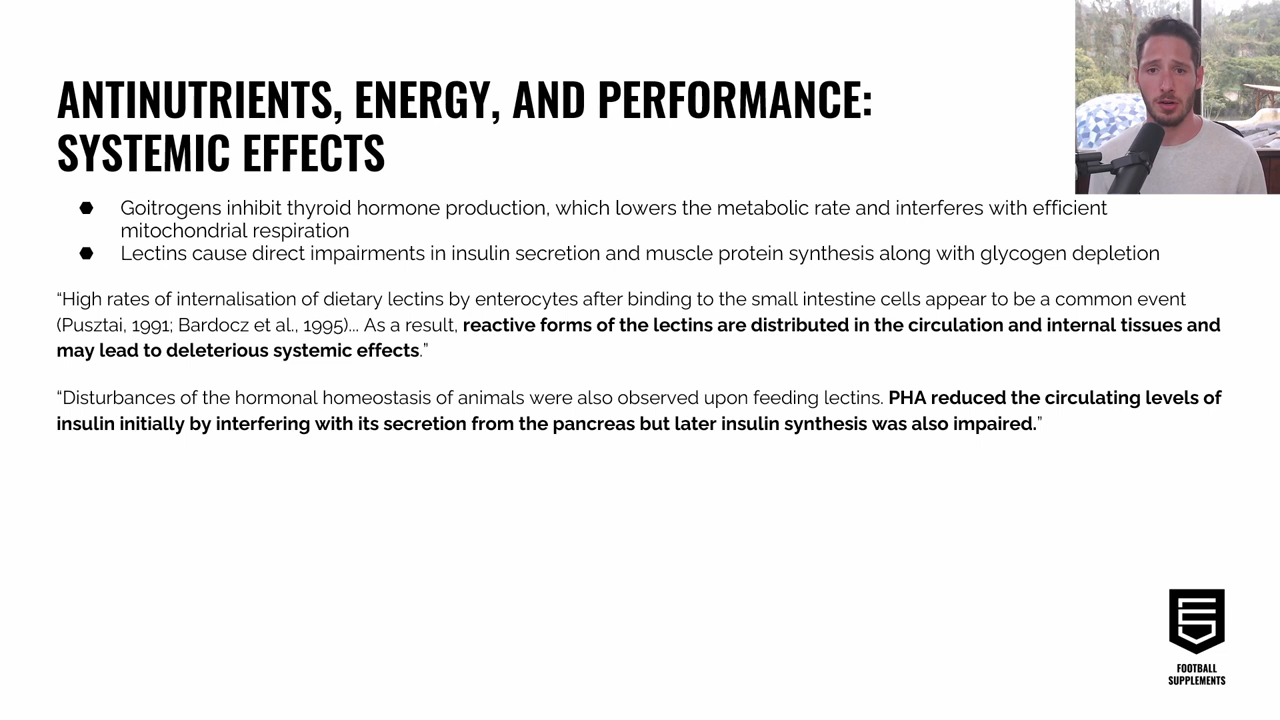 ANTINUTRIENTS, ENERGY, AND PERFORMANCE:
SYSTEMIC EFFECTS
Goitrogens inhibit thyroid hormone production, which lowers the metabolic rate and interferes with efficient
mitochondrial respiration
Lectins cause direct impairments in insulin secretion and muscle protein synthesis along with glycogen depletion
“High rates of internalisation of dietary lectins by enterocytes after binding to the small intestine cells appear to be a common event
(Pusztai, 1991; Bardocz et al., 1995)... As a result, reactive forms of the lectins are distributed in the circulation and internal tissues and
may lead to deleterious systemic effects.”
“Disturbances of the hormonal homeostasis of animals were also observed upon feeding lectins. PHA reduced the circulating levels of
insulin initially by interfering with its secretion from the pancreas but later insulin synthesis was also impaired.”
FOOTBALL
SUPPLEMENTS